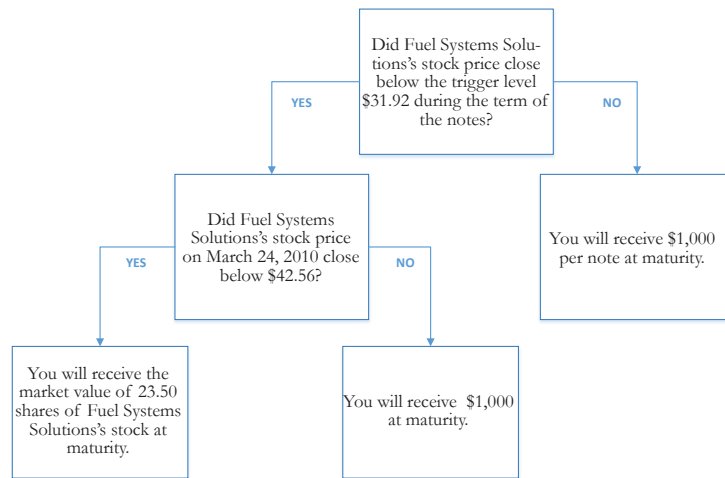 Did Fuel Systems Solu-
tions's stock price close
below the trigger level
$31.92 during the term of
the notes?
YES
NO
Did Fuel Systems
Solutions's stock price
on March 24, 2010 close
below $42.56?
You will receive $1,000
per note at maturity.
YES
NO
You will receive the
market value of 23.50
shares of Fuel Systems
Solutions's stock at
maturity.
You will receive $1,000
at maturity.